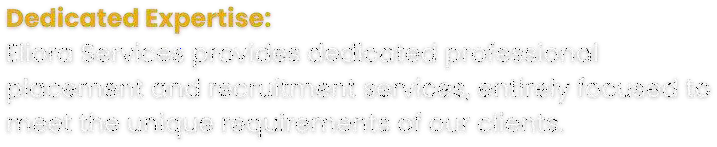 Dedicated Expertise:
Ellora Services provides dedicated professional
placement and recruitment services, entirely focused to
meet the unique requirements of our clients.